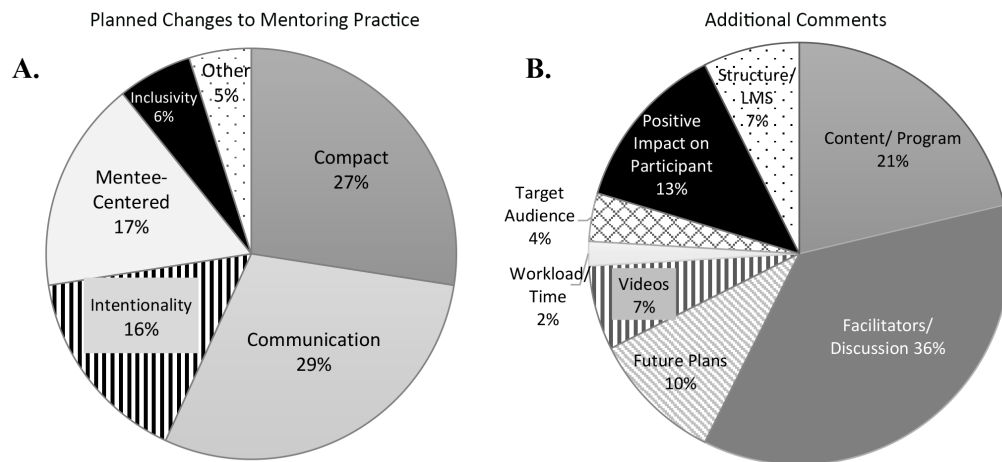 Planned Changes to Mentoring Practice
A.
Other
5%
Inclusivity
6%
Compact
27%
Mentee-
Centered
17%
Intentionality
16%
Communication
29%
Additional Comments
B.
Structure/
LMS
7%
Positive
Impact on
Participant
13%
Content/ Program
21%
Target
Audience
4%
Workload/
Time
2%
Videos
7%
Facilitators/
Discussion 36%
Future Plans
10%